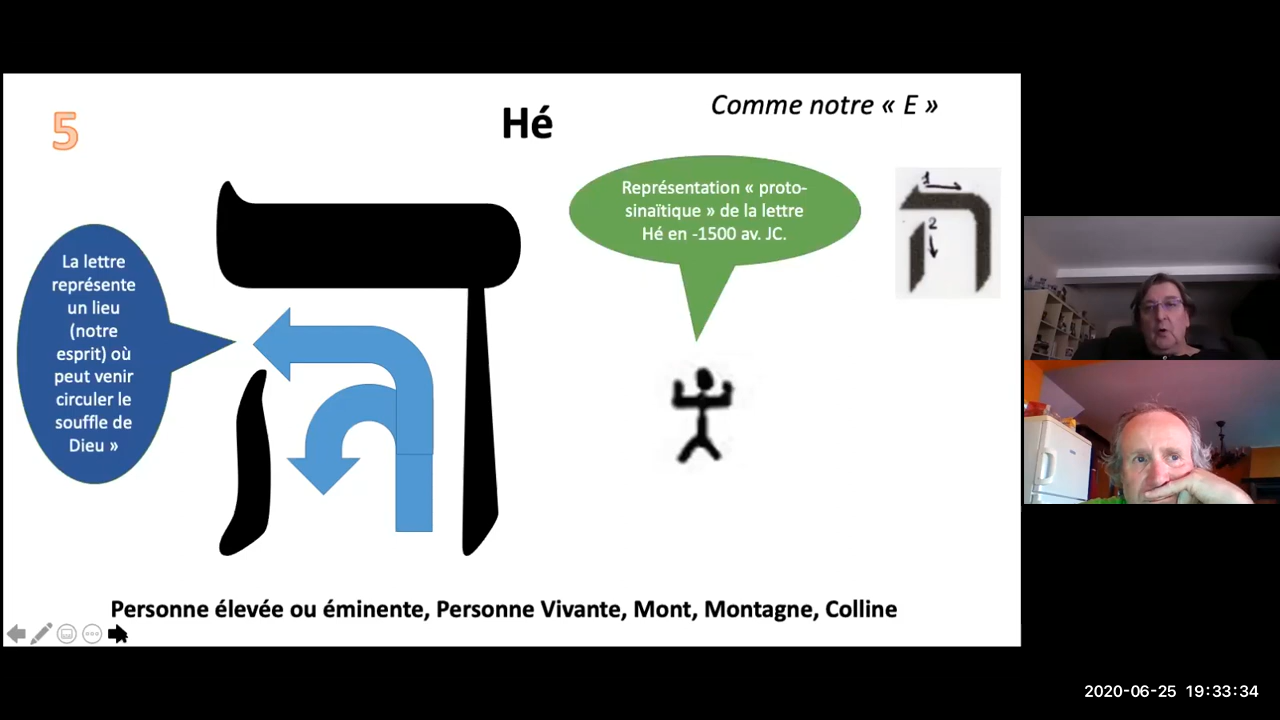 5
Hé
Comme notre « E »
Représentation « proto-
sinaïtique » de la lettre
Hé en -1500 av. JC.
1
2
La lettre
représente
un lieu
(notre
esprit) où
peut venir
circuler le
souffle de
Dieu »
ה
Personne élevée ou éminente, Personne Vivante, Mont, Montagne, Colline
2020-06-25 19:33:34